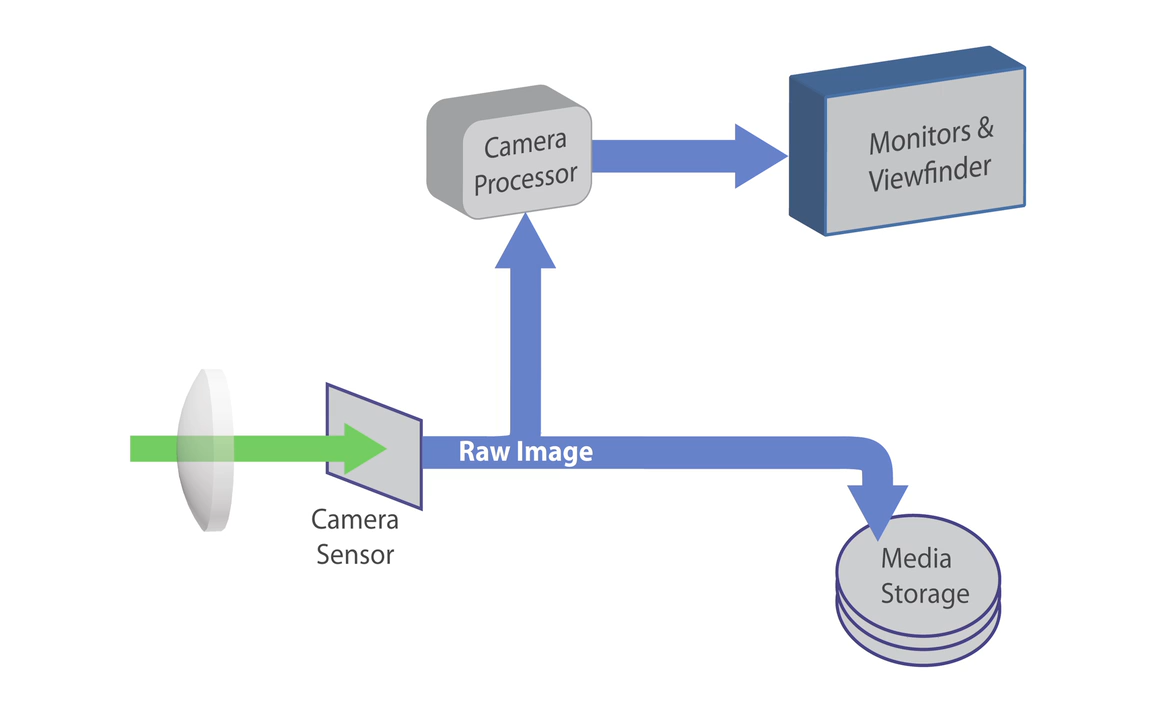 Camera
Processor
Monitors &
Viewfinder
Raw Image
Camera
Sensor
Media
Storage